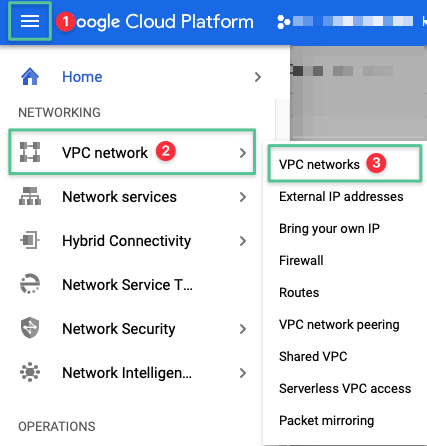 1 oogle Cloud Platform
Home
NETWORKING
VPC network 2
Network services
Hybrid Connectivity
Network Service T...
Network Security
Network Intelligen...
OPERATIONS
VPC networks 3
External IP addresses
Bring your own IP
Firewall
Routes
VPC network peering
Shared VPC
Serverless VPC access
Packet mirroring